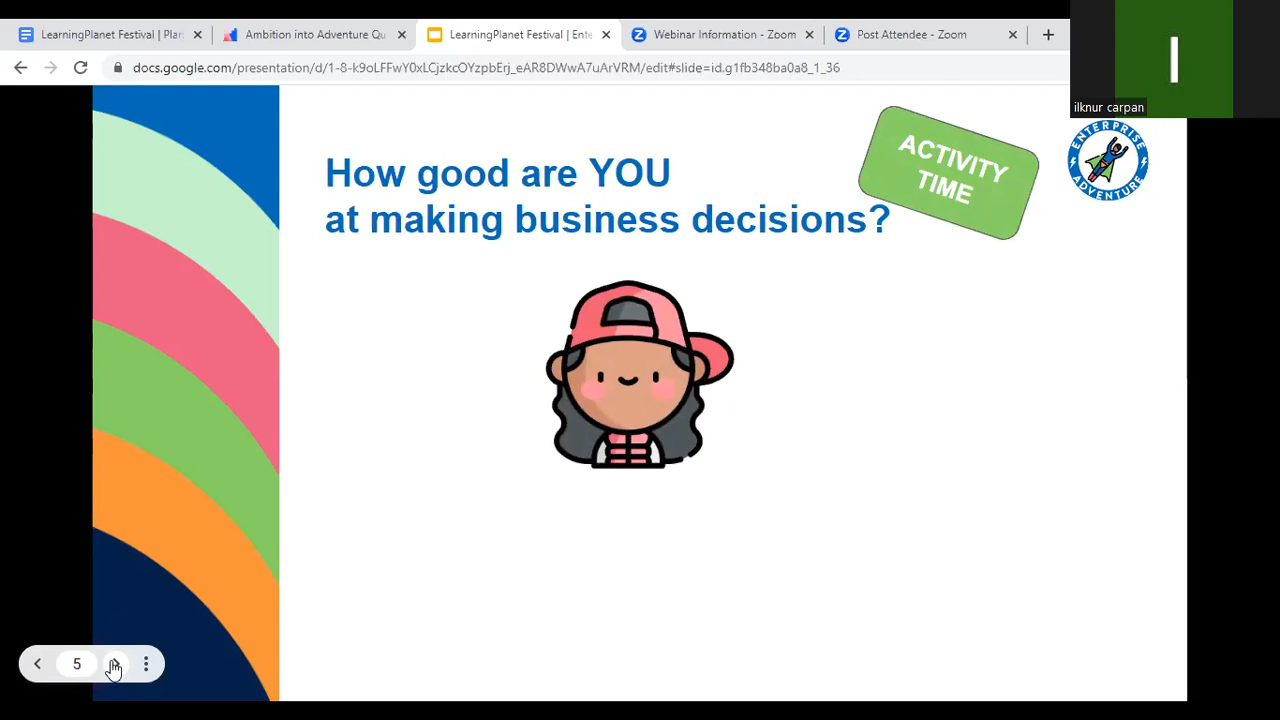 LearningPlanet Festival | Plan
Ambition into Adventure Qu
LearningPlanet Festival | Ente
Webinar Information - Zoom
Post Attendee - Zoom
docs.google.com/presentation/d/1-8-k9oLFFwY0xLCjzkcOYzpbErj_eAR8DWwA7uArVRM/edit#slide=id.g1fb348ba0a8_1_36
I
ilknur carpan
ACTIVITY
TIME
ENTERPRISE
ADVENTURE
How good are YOU
at making business decisions?
5